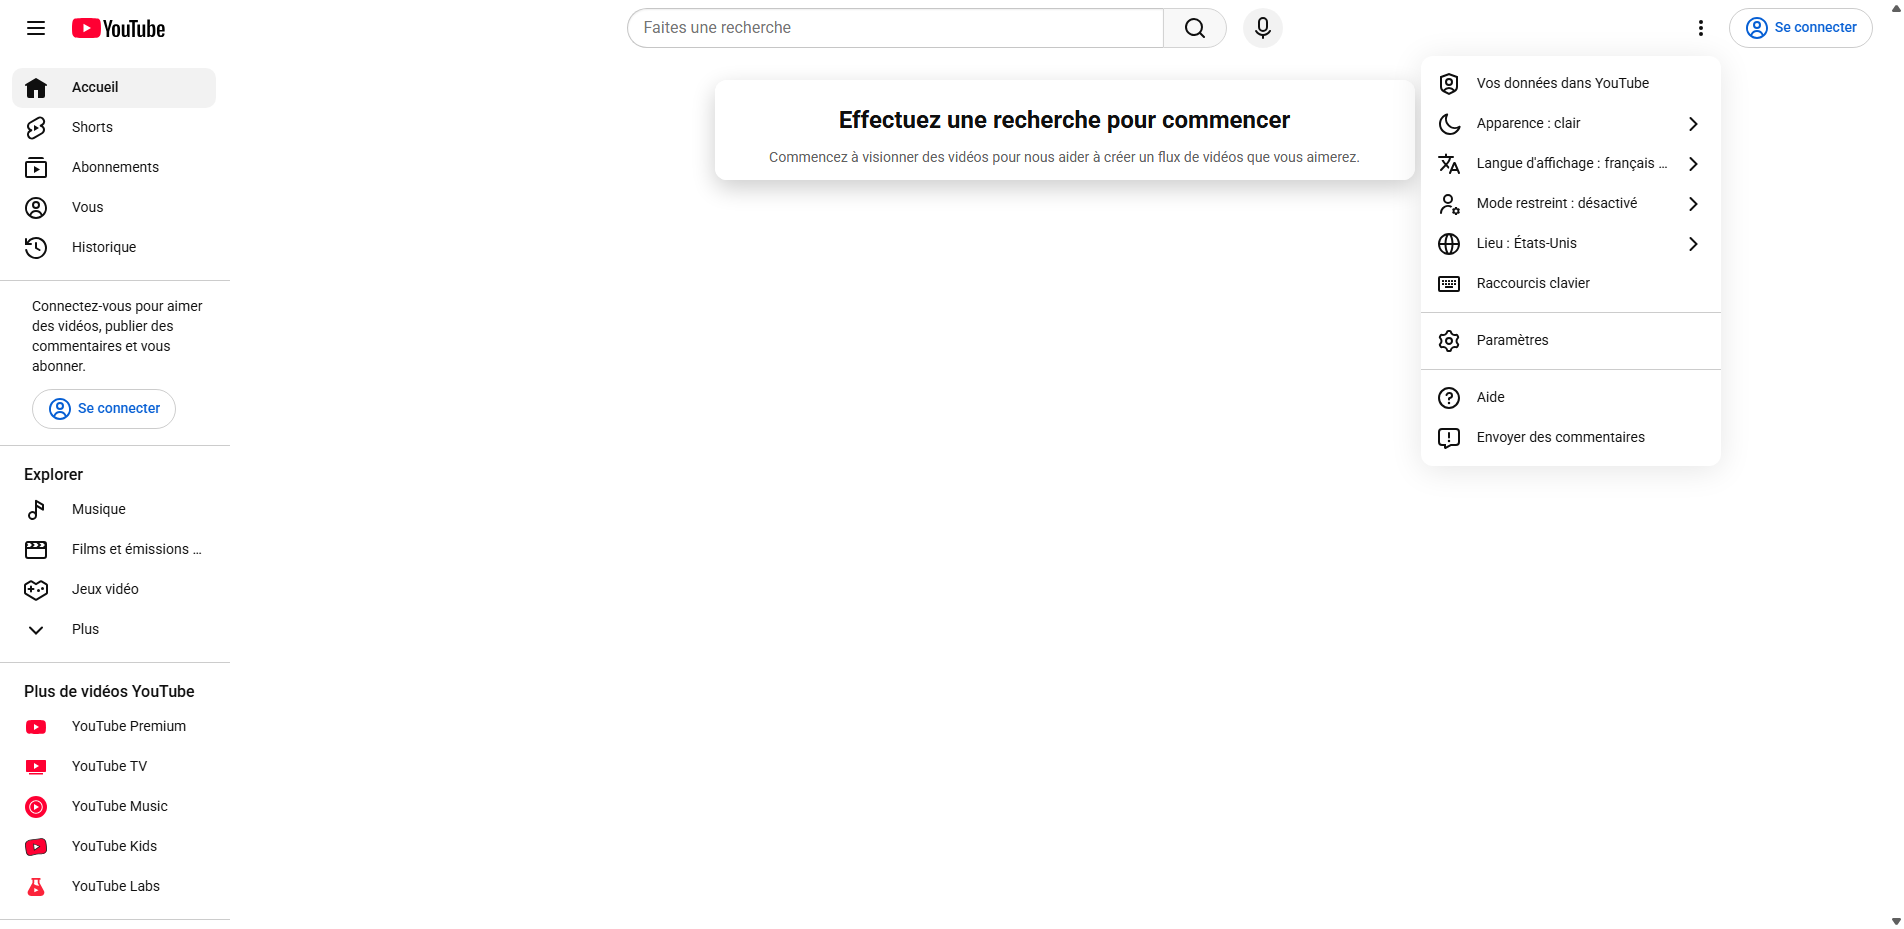 YouTube
Faites une recherche
Se connecter
Accueil
Shorts
Abonnements
Vous
Historique
Connectez-vous pour aimer
des vidéos, publier des
commentaires et vous
abonner.
Se connecter
Explorer
Musique
Films et émissions ...
Jeux vidéo
Plus
Plus de vidéos YouTube
YouTube Premium
YouTube TV
YouTube Music
YouTube Kids
YouTube Labs
Effectuez une recherche pour commencer
Commencez à visionner des vidéos pour nous aider à créer un flux de vidéos que vous aimerez.
Vos données dans YouTube
Apparence : clair
Langue d'affichage : français ...
Mode restreint : désactivé
Lieu : États-Unis
Raccourcis clavier
Paramètres
Aide
Envoyer des commentaires